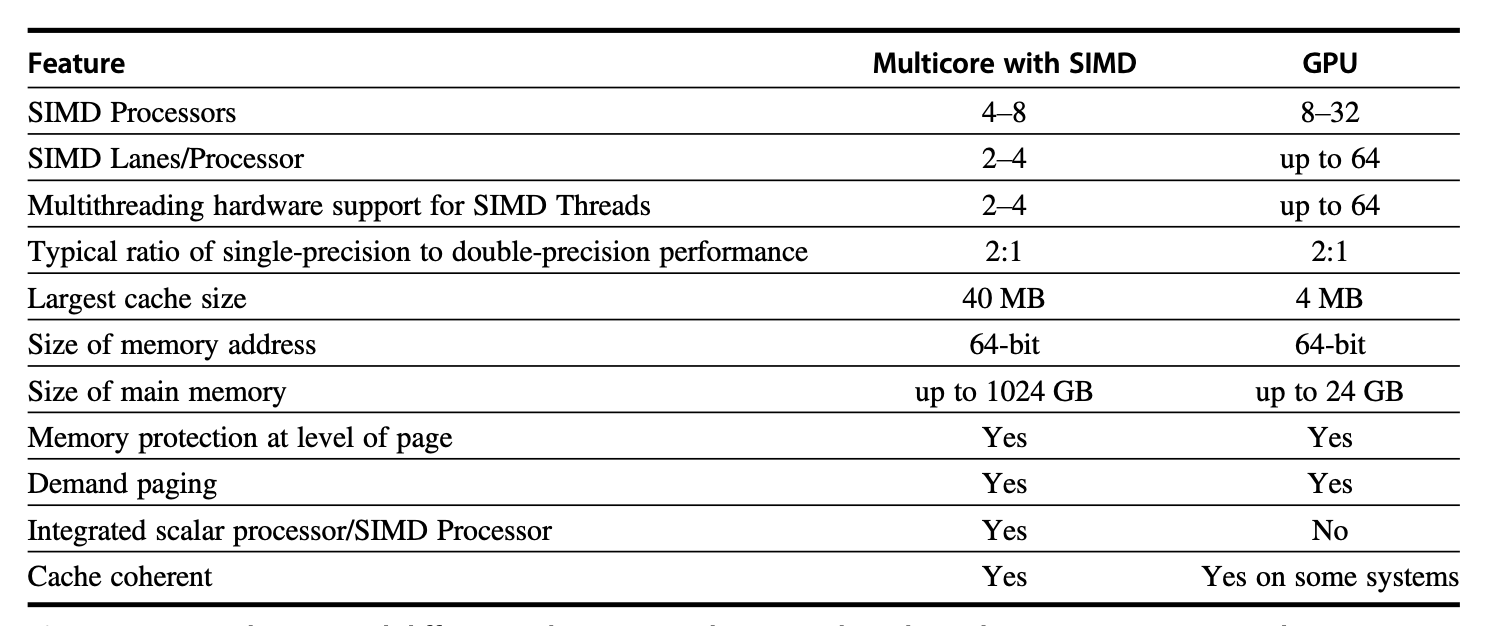 Feature Multicore with SIMD GPU
SIMD Processors 4–8 8–32
SIMD Lanes/Processor 2–4 up to 64
Multithreading hardware support for SIMD Threads 2–4 up to 64
Typical ratio of single-precision to double-precision performance 2:1 2:1
Largest cache size 40 MB 4 MB
Size of memory address 64-bit 64-bit
Size of main memory up to 1024 GB up to 24 GB
Memory protection at level of page Yes Yes
Demand paging Yes Yes
Integrated scalar processor/SIMD Processor Yes No
Cache coherent Yes Yes on some systems